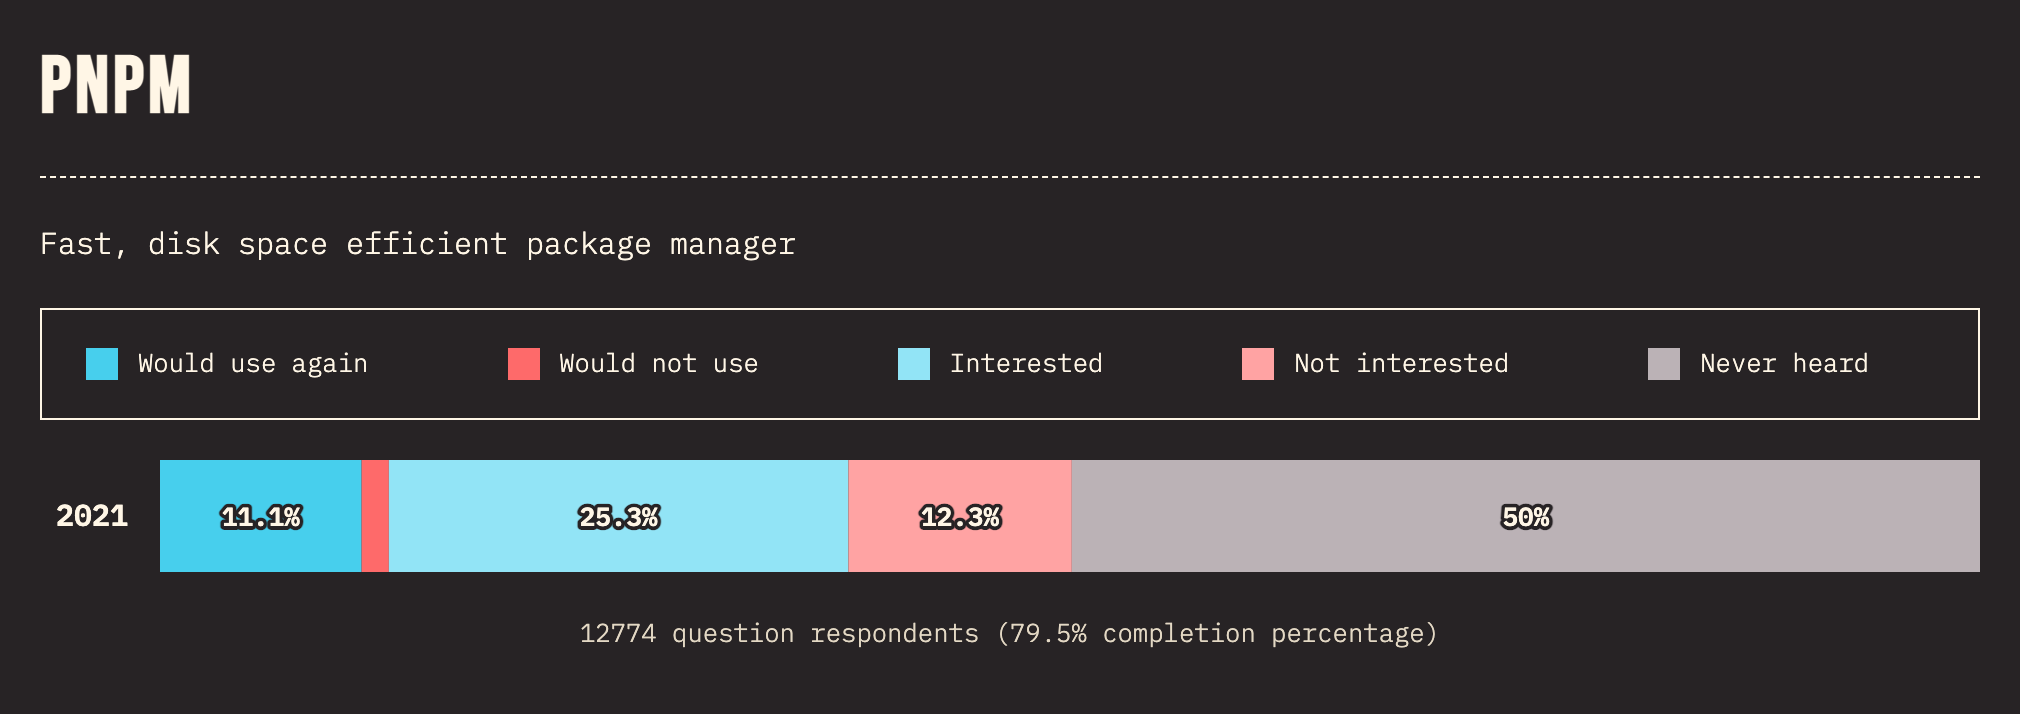 PNPM
Fast, disk space efficient package manager
Would use again Would not use Interested Not interested Never heard
2021 11.1% 25.3% 12.3% 50%
12774 question respondents (79.5% completion percentage)